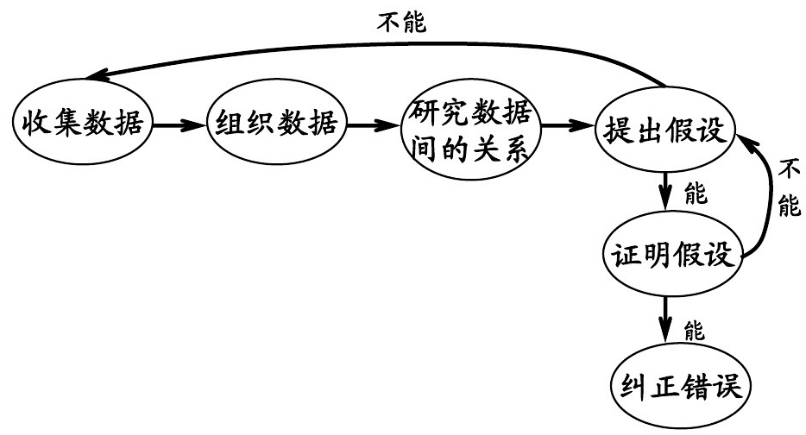 不能
收集数据
组织数据
研究数据
间的关系
提出假设
能
不
能
证明假设
能
纠正错误